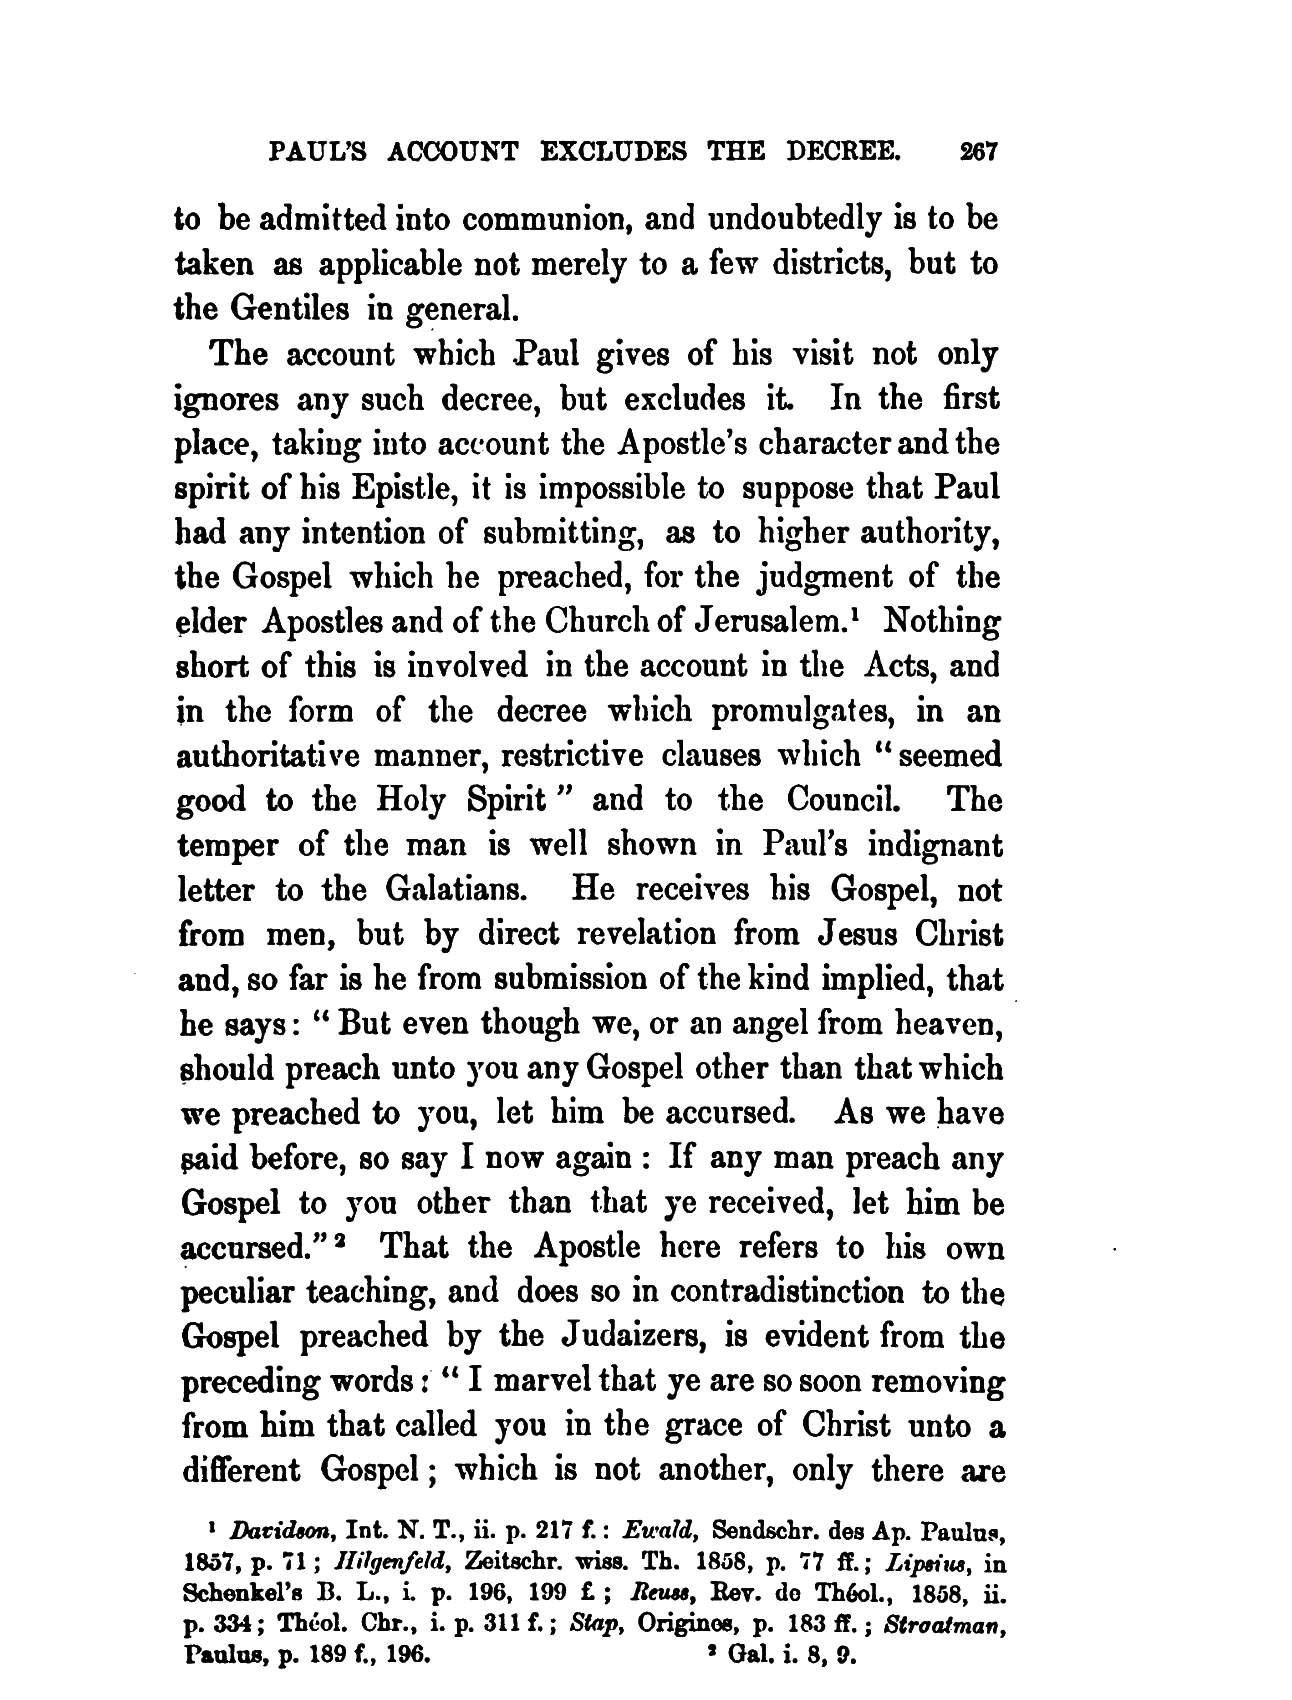 PAUL'S ACCOUNT EXCLUDES THE DECREE. 267
to be admitted into communion, and undoubtedly is to be
taken as applicable not merely to a few districts, but to
the Gentiles in general.
The account which Paul gives of his visit not only
ignores any such decree, but excludes it. In the first
place, taking into account the Apostle's character and the
spirit of his Epistle, it is impossible to suppose that Paul
had any intention of submitting, as to higher authority,
the Gospel which he preached, for the judgment of the
elder Apostles and of the Church of Jerusalem.¹ Nothing
short of this is involved in the account in the Acts, and
in the form of the decree which promulgates, in an
authoritative manner, restrictive clauses which "seemed
good to the Holy Spirit" and to the Council. The
temper of the man is well shown in Paul's indignant
letter to the Galatians. He receives his Gospel, not
from men, but by direct revelation from Jesus Christ
and, so far is he from submission of the kind implied, that
he says: "But even though we, or an angel from heaven,
should preach unto you any Gospel other than that which
we preached to you, let him be accursed. As we have
said before, so say I now again: If any man preach any
Gospel to you other than that ye received, let him be
accursed."² That the Apostle here refers to his own
peculiar teaching, and does so in contradistinction to the
Gospel preached by the Judaizers, is evident from the
preceding words: "I marvel that ye are so soon removing
from him that called you in the grace of Christ unto a
different Gospel; which is not another, only there are
¹ Davidson, Int. N. T., ii. p. 217 f.: Ewald, Sendschr. des Ap. Paulus,
1857, p. 71; Hilgenfeld, Zeitschr. wiss. Th. 1858, p. 77 ff.; Lipsius, in
Schenkel's B. L., i. p. 196, 199 f.; Reuss, Rev. de Théol., 1858, ii.
p. 334; Théol. Chr., i. p. 311 f.; Stap, Origines, p. 183 ff.; Straatman,
Paulus, p. 189 f., 196. ² Gal. i. 8, 9.